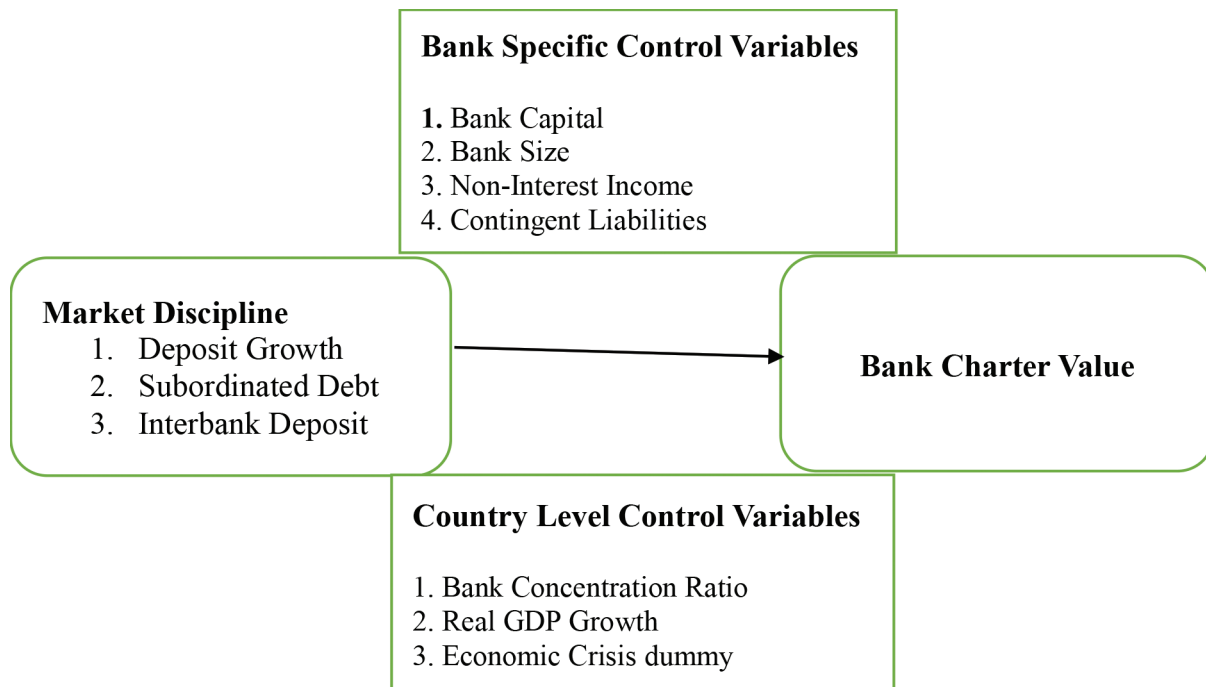 Bank Specific Control Variables
1. Bank Capital
2. Bank Size
3. Non-Interest Income
4. Contingent Liabilities
Market Discipline
1. Deposit Growth
2. Subordinated Debt
3. Interbank Deposit
Bank Charter Value
Country Level Control Variables
1. Bank Concentration Ratio
2. Real GDP Growth
3. Economic Crisis dummy